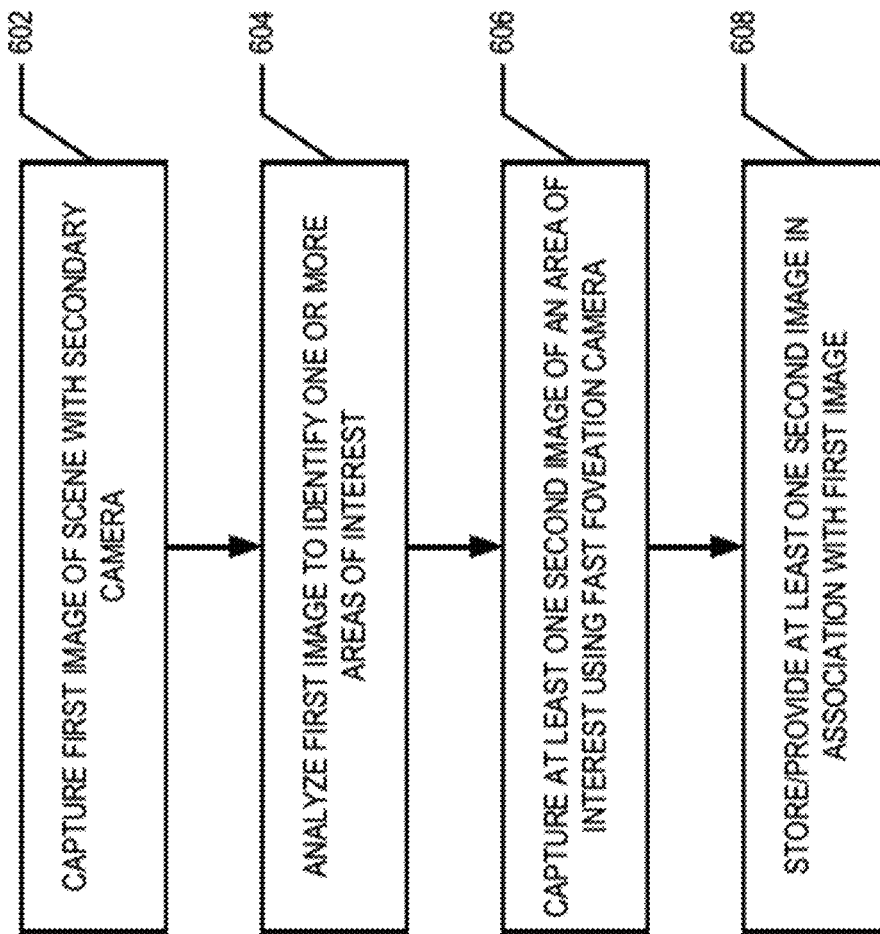 602
CAPTURE FIRST IMAGE OF SCENE WITH SECONDARY
CAMERA
604
ANALYZE FIRST IMAGE TO IDENTIFY ONE OR MORE
AREAS OF INTEREST
606
CAPTURE AT LEAST ONE SECOND IMAGE OF AN AREA OF
INTEREST USING FAST FOVEATION CAMERA
608
STORE/PROVIDE AT LEAST ONE SECOND IMAGE IN
ASSOCIATION WITH FIRST IMAGE